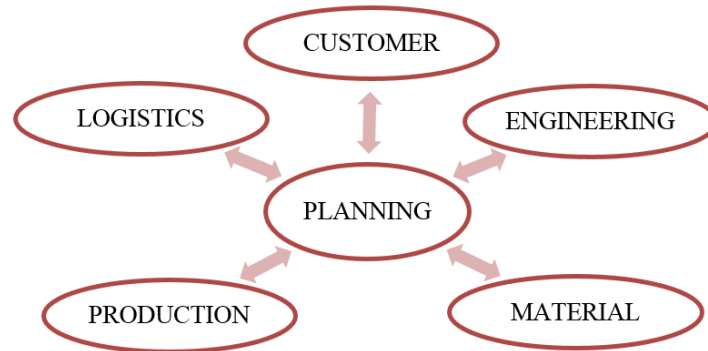 CUSTOMER
LOGISTICS
ENGINEERING
PLANNING
PRODUCTION
MATERIAL